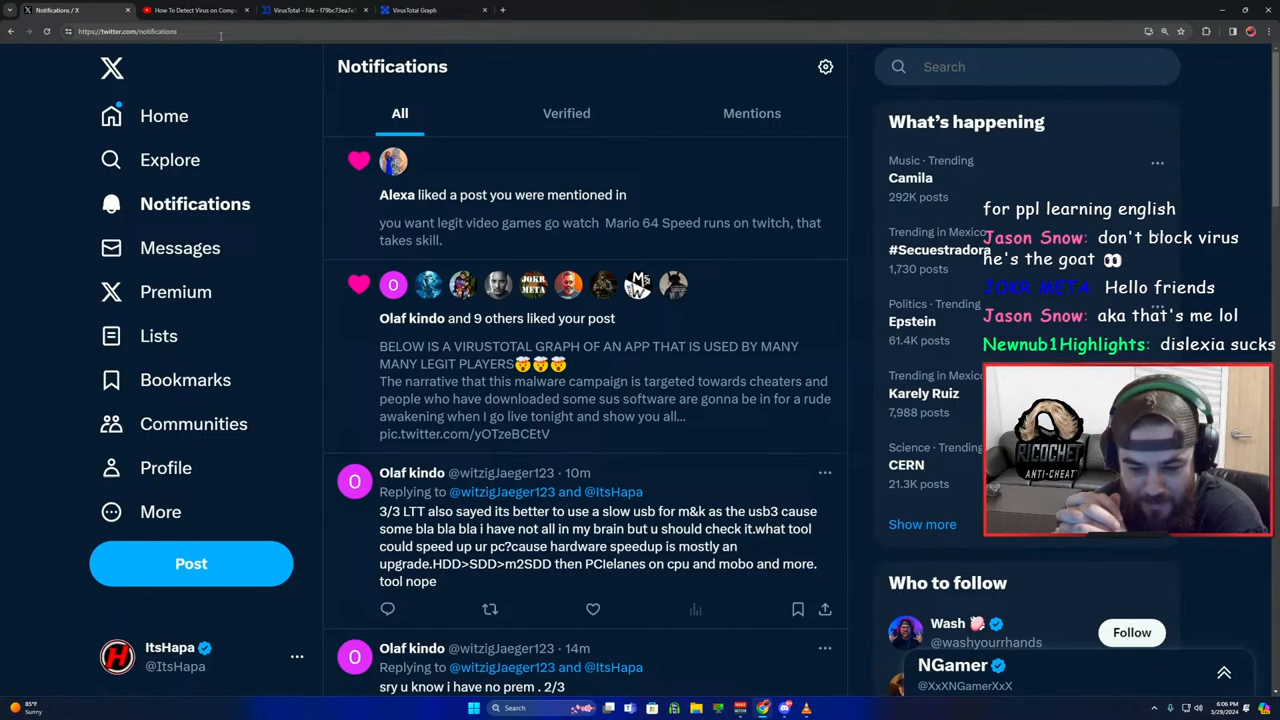 Notifications / X
How To Detect Virus on Comp
VirusTotal - File - f79bc73ea7e
VirusTotal Graph
https://twitter.com/notifications
Home
Explore
Notifications
Messages
Premium
Lists
Bookmarks
Communities
Profile
More
Post
ItsHapa
@ItsHapa
Notifications
All
Verified
Mentions
Alexa liked a post you were mentioned in
you want legit video games go watch Mario 64 Speed runs on twitch, that
takes skill.
Olaf kindo and 9 others liked your post
BELOW IS A VIRUSTOTAL GRAPH OF AN APP THAT IS USED BY MANY
MANY LEGIT PLAYERS🤯🤯🤯
The narrative that this malware campaign is targeted towards cheaters and
people who have downloaded some sus software are gonna be in for a rude
awakening when I go live tonight and show you all...
pic.twitter.com/yOTzeBCEtV
Olaf kindo @witzigJaeger123 · 10m
Replying to @witzigJaeger123 and @ItsHapa
3/3 LTT also sayed its better to use a slow usb for m&k as the usb3 cause
some bla bla bla i have not all in my brain but u should check it.what tool
could speed up ur pc?cause hardware speedup is mostly an
upgrade.HDD>SDD>m2SDD then PCIelanes on cpu and mobo and more.
tool nope
Olaf kindo @witzigJaeger123 · 14m
Replying to @witzigJaeger123 and @ItsHapa
sry u know i have no prem . 2/3
Search
What's happening
Music · Trending
Camila
292K posts
Trending in Mexico
#Secuestradora
1,730 posts
Politics · Trending
Epstein
61.4K posts
Trending in Mexico
Karely Ruiz
7,988 posts
Science · Trending
CERN
21.3K posts
Show more
for ppl learning english
Jason Snow: don't block virus
he's the goat 👀
JOKR META: Hello friends
Jason Snow: aka that's me lol
Newnub1Highlights: dislexia sucks
RICOCHET
ANTI-CHEAT
Who to follow
Wash
@washyourrhands
Follow
NGamer
@XxXNGamerXxX
85°F
Sunny
Search
6:06 PM
3/29/2024